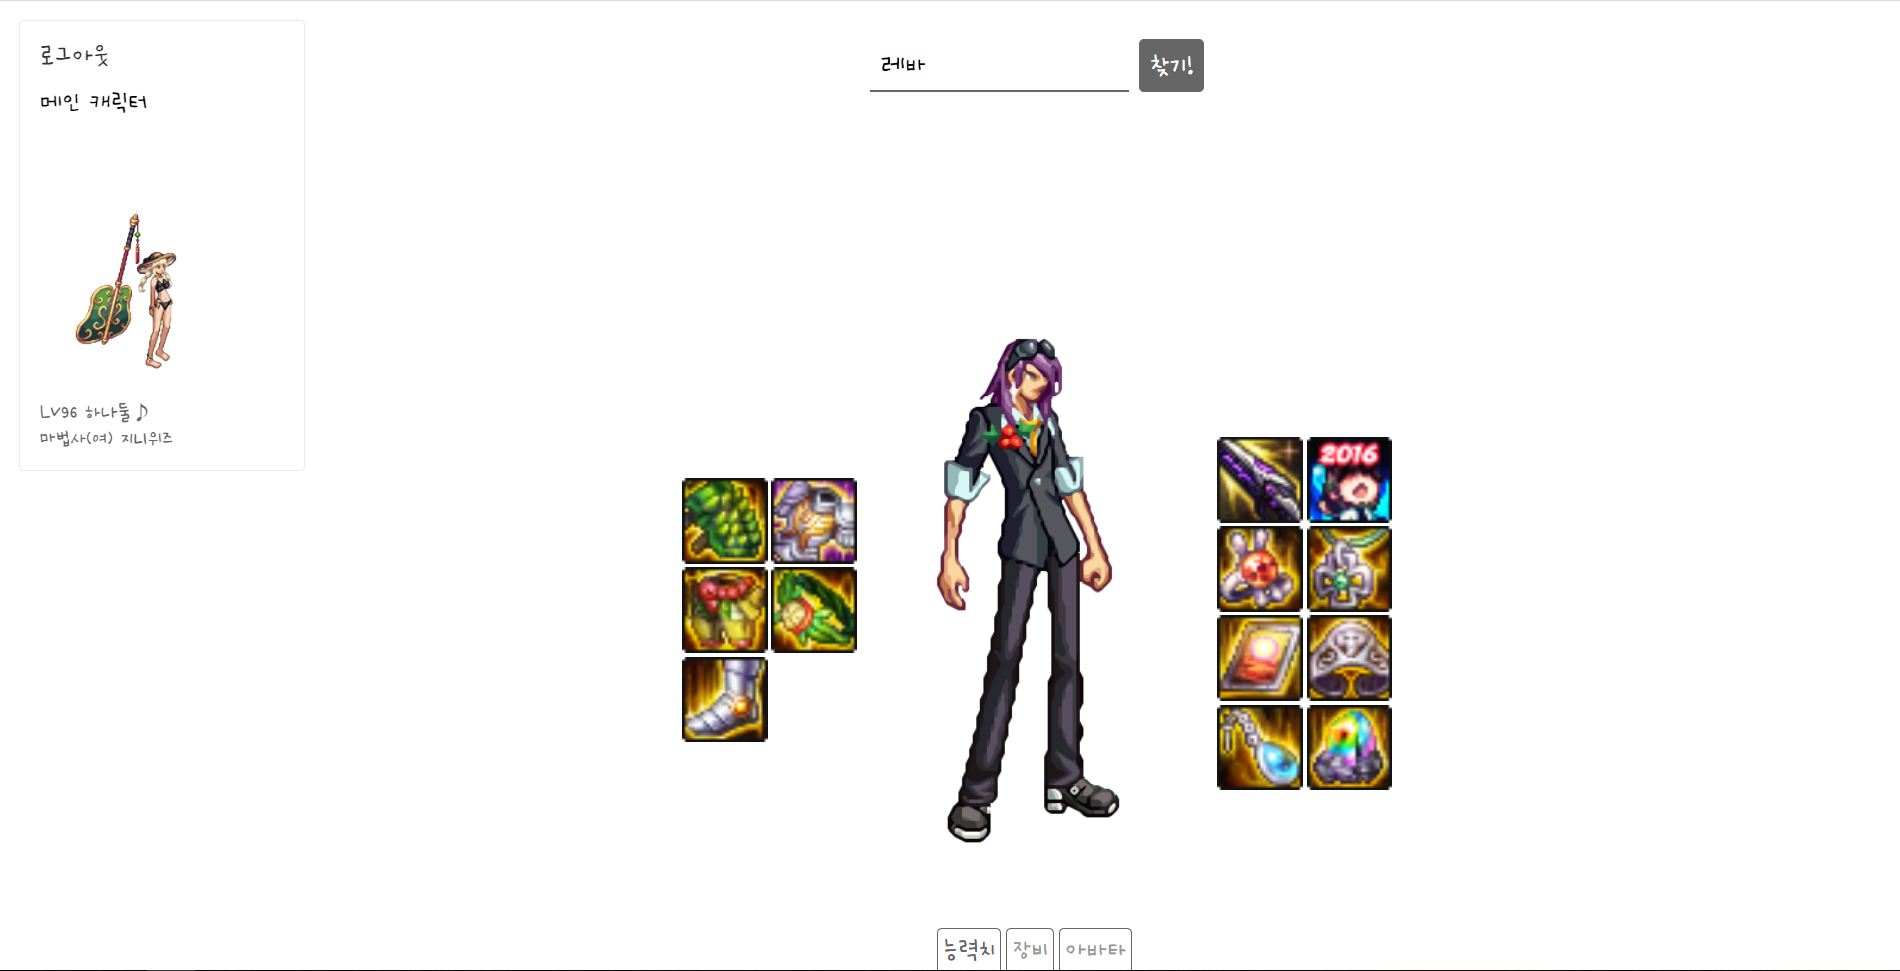 로그아웃
메인 캐릭터
LV96 하나둘♪
마법사(여) 지니위즈
레바
찾기!
2016
능력치
장비
아바타